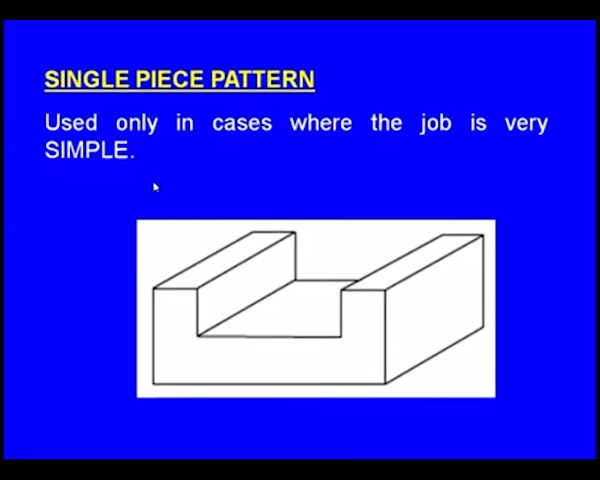 SINGLE PIECE PATTERN
Used only in cases where the job is very
SIMPLE.